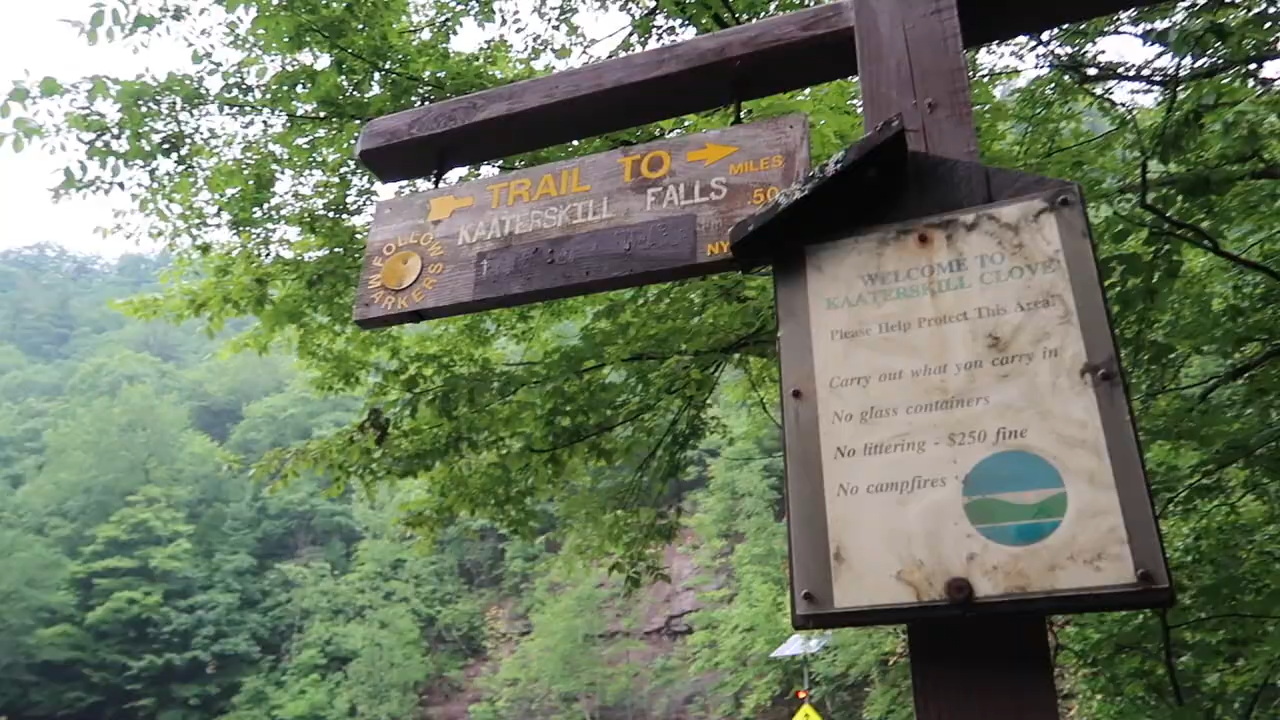 TRAIL TO
MILES
KAATERSKILL FALLS
.50
NY
FOLLOW
MARKERS
WELCOME TO
KAATERSKILL CLOVE
Please Help Protect This Area!
Carry out what you carry in
No glass containers
No littering - $250 fine
No campfires